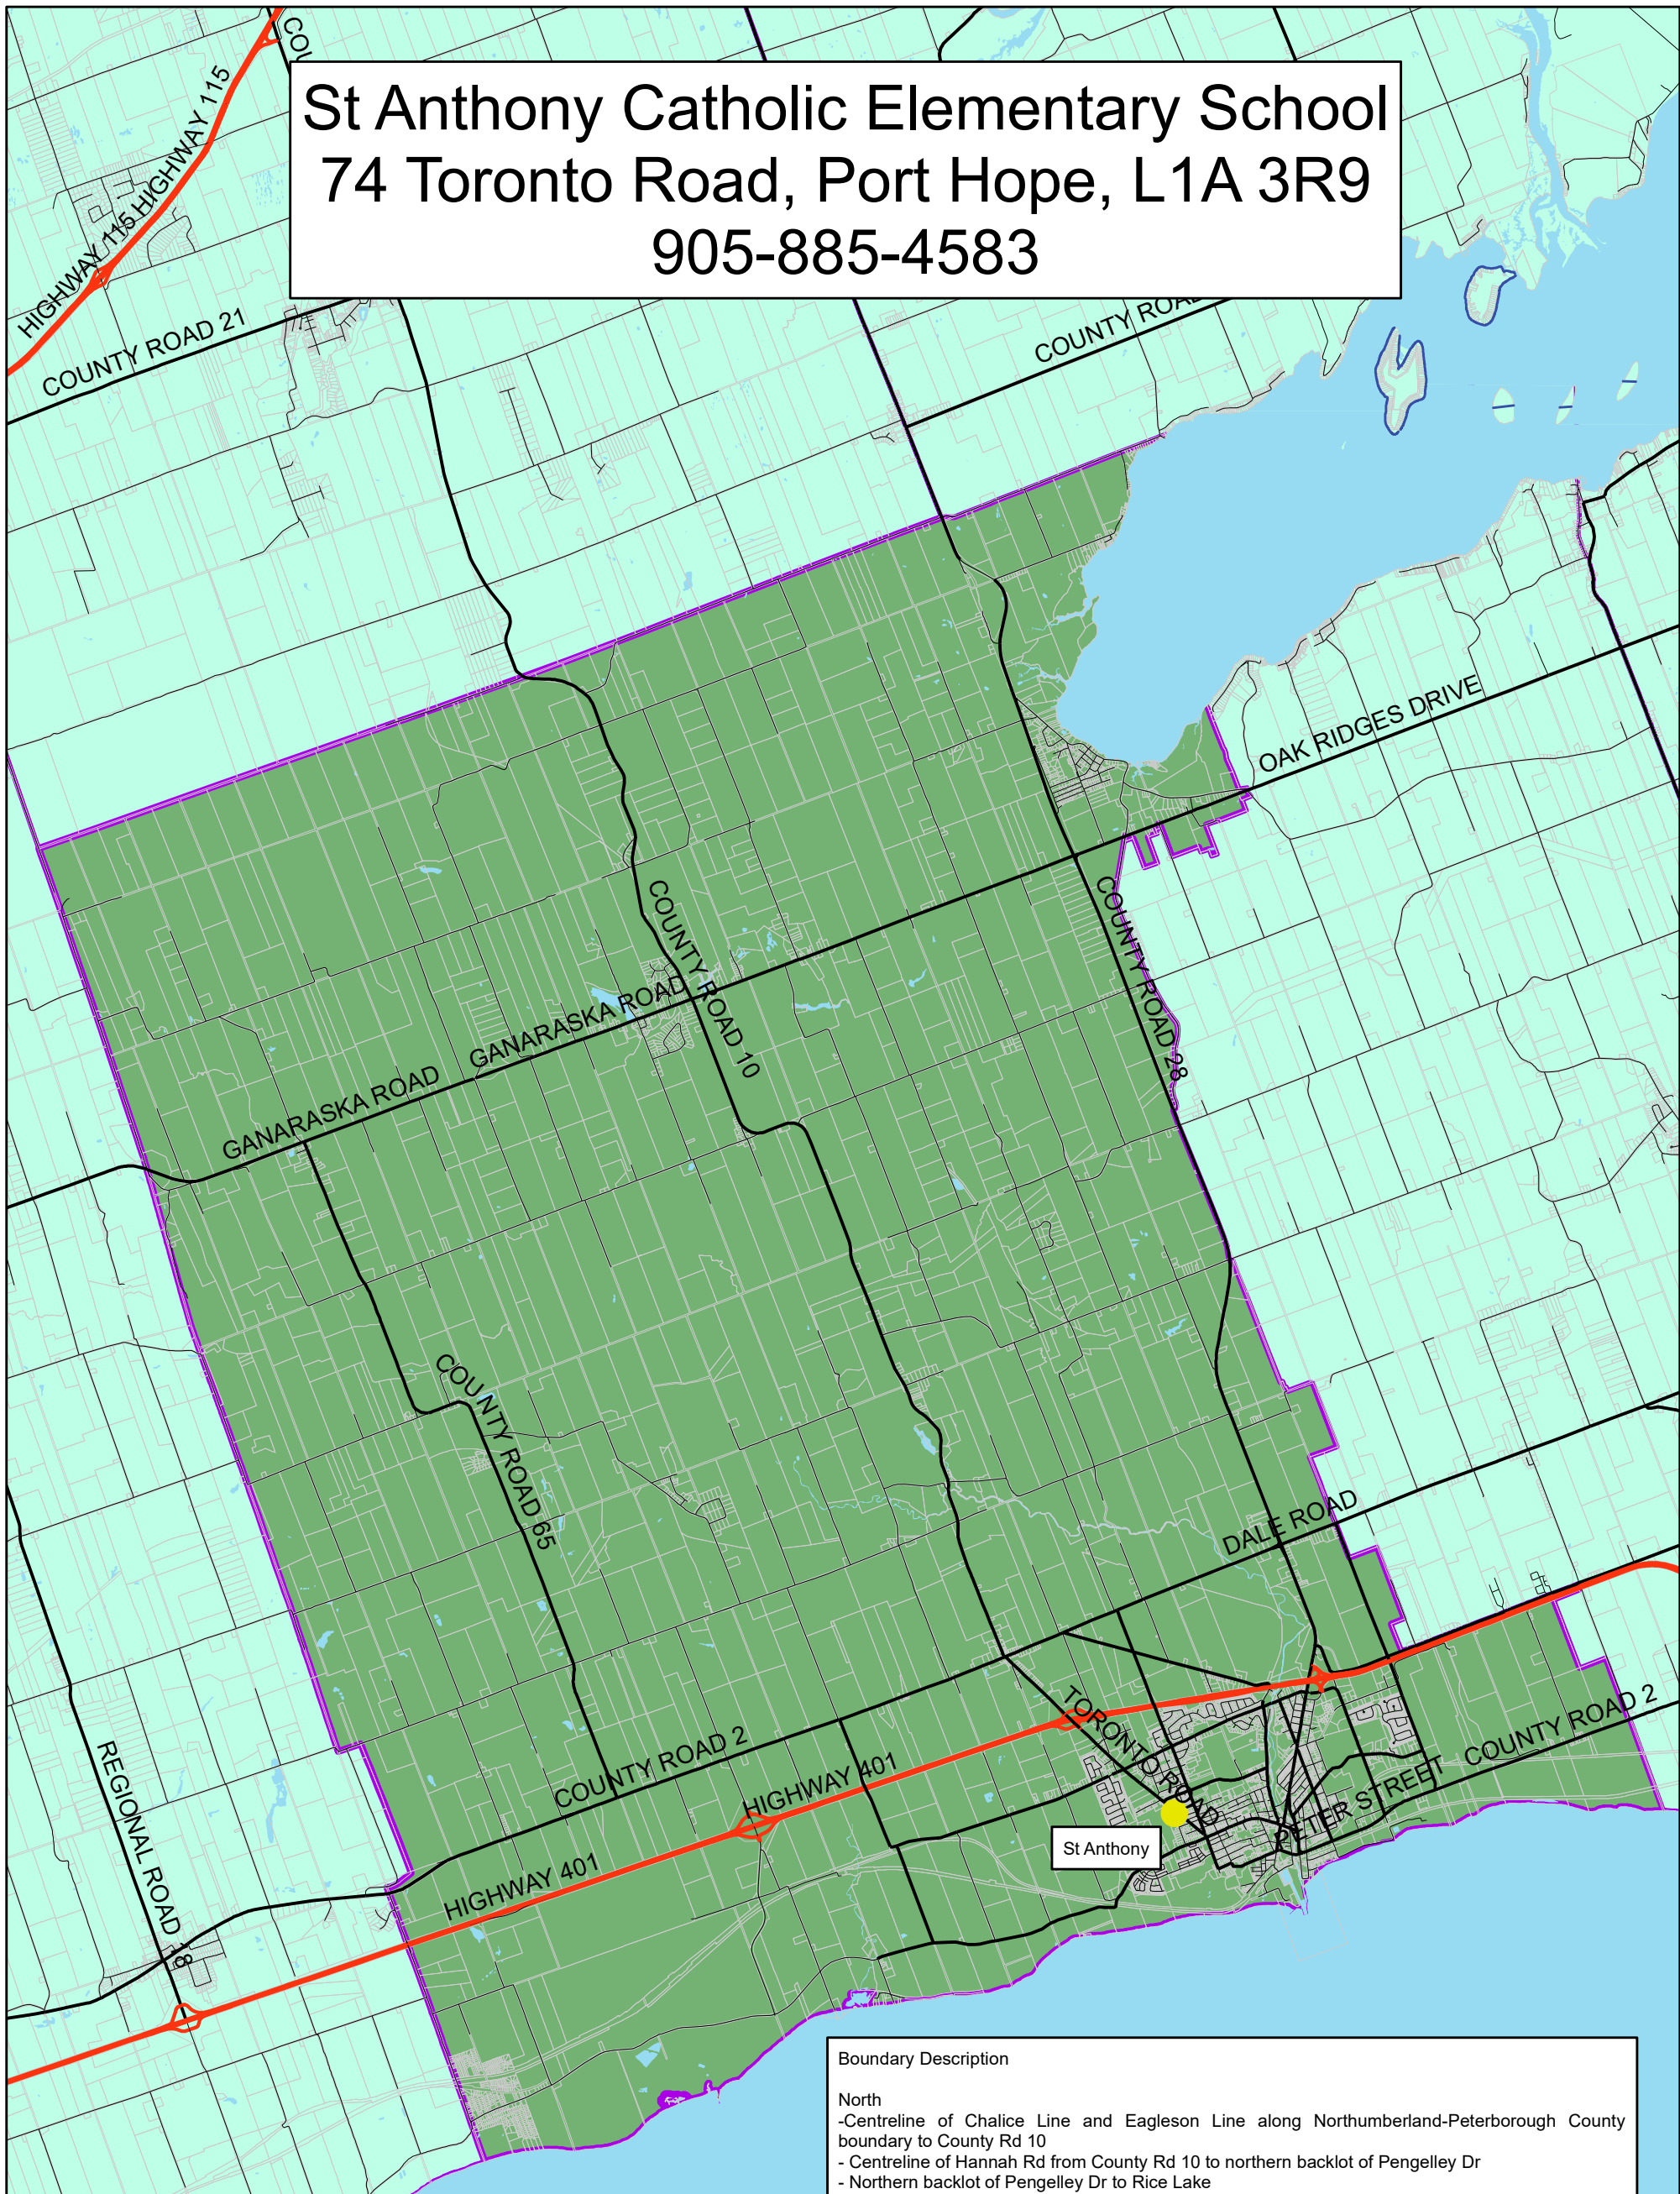 COU
HIGHWAY 115
HIGHWAY 115
St Anthony Catholic Elementary School
74 Toronto Road, Port Hope, L1A 3R9
905-885-4583
COUNTY ROAD 21
COUNTY ROA
OAK RIDGES DRIVE
COUNTY ROAD 10
COUNTY ROAD 28
GANARASKA ROAD
GANARASKA ROAD
COUNTY ROAD 65
DALE ROAD
TORONTO ROAD
COUNTY ROAD 2
COUNTY ROAD 2
HIGHWAY 401
PETER STREET
REGIONAL ROAD 18
St Anthony
HIGHWAY 401
Boundary Description
North
-Centreline of Chalice Line and Eagleson Line along Northumberland-Peterborough County
boundary to County Rd 10
- Centreline of Hannah Rd from County Rd 10 to northern backlot of Pengelley Dr
- Northern backlot of Pengelley Dr to Rice Lake